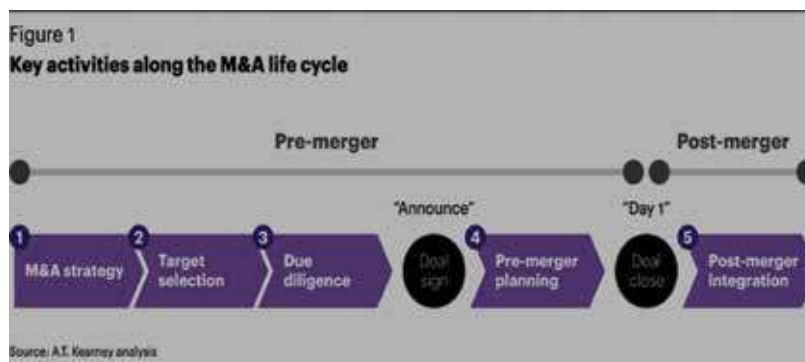 Figure 1
Key activities along the M&A life cycle
Pre-merger
Post-merger
"Announce"
"Day 1"
1
M&A strategy
2
Target
selection
3
Due
diligence
Deal
sign
4
Pre-merger
planning
Deal
close
5
Post-merger
integration
Source: A.T. Kearney analysis